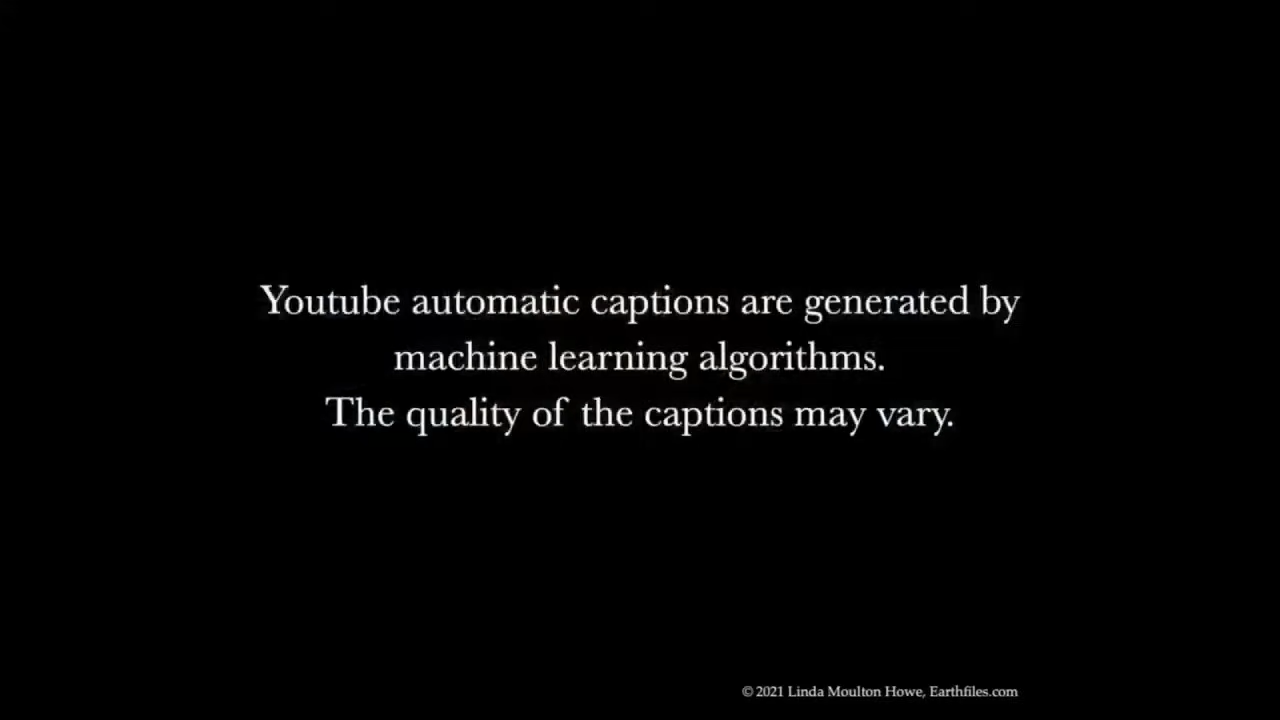 Youtube automatic captions are generated by
machine learning algorithms.
The quality of the captions may vary.
© 2021 Linda Moulton Howe, Earthfiles.com